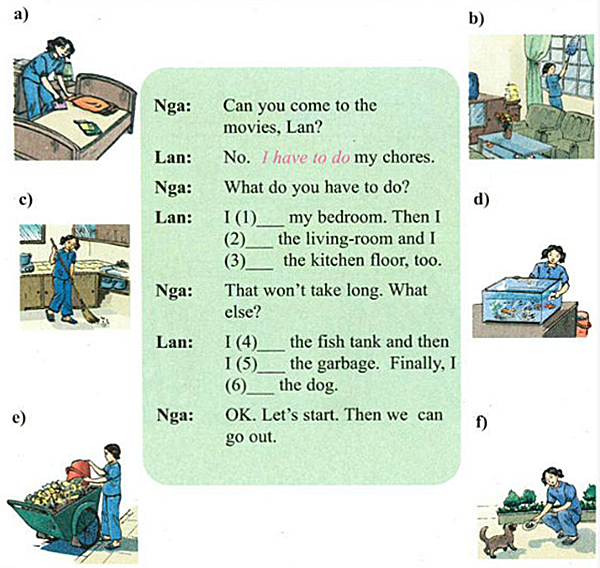 a)
b)
Nga: Can you come to the
movies, Lan?
Lan: No. I have to do my chores.
Nga: What do you have to do?
c)
d)
Lan: I (1)___ my bedroom. Then I
(2)___ the living-room and I
(3)___ the kitchen floor, too.
Nga: That won't take long. What
else?
Lan: I (4)___ the fish tank and then
I (5)___ the garbage. Finally, I
(6)___ the dog.
e)
f)
Nga: OK. Let's start. Then we can
go out.